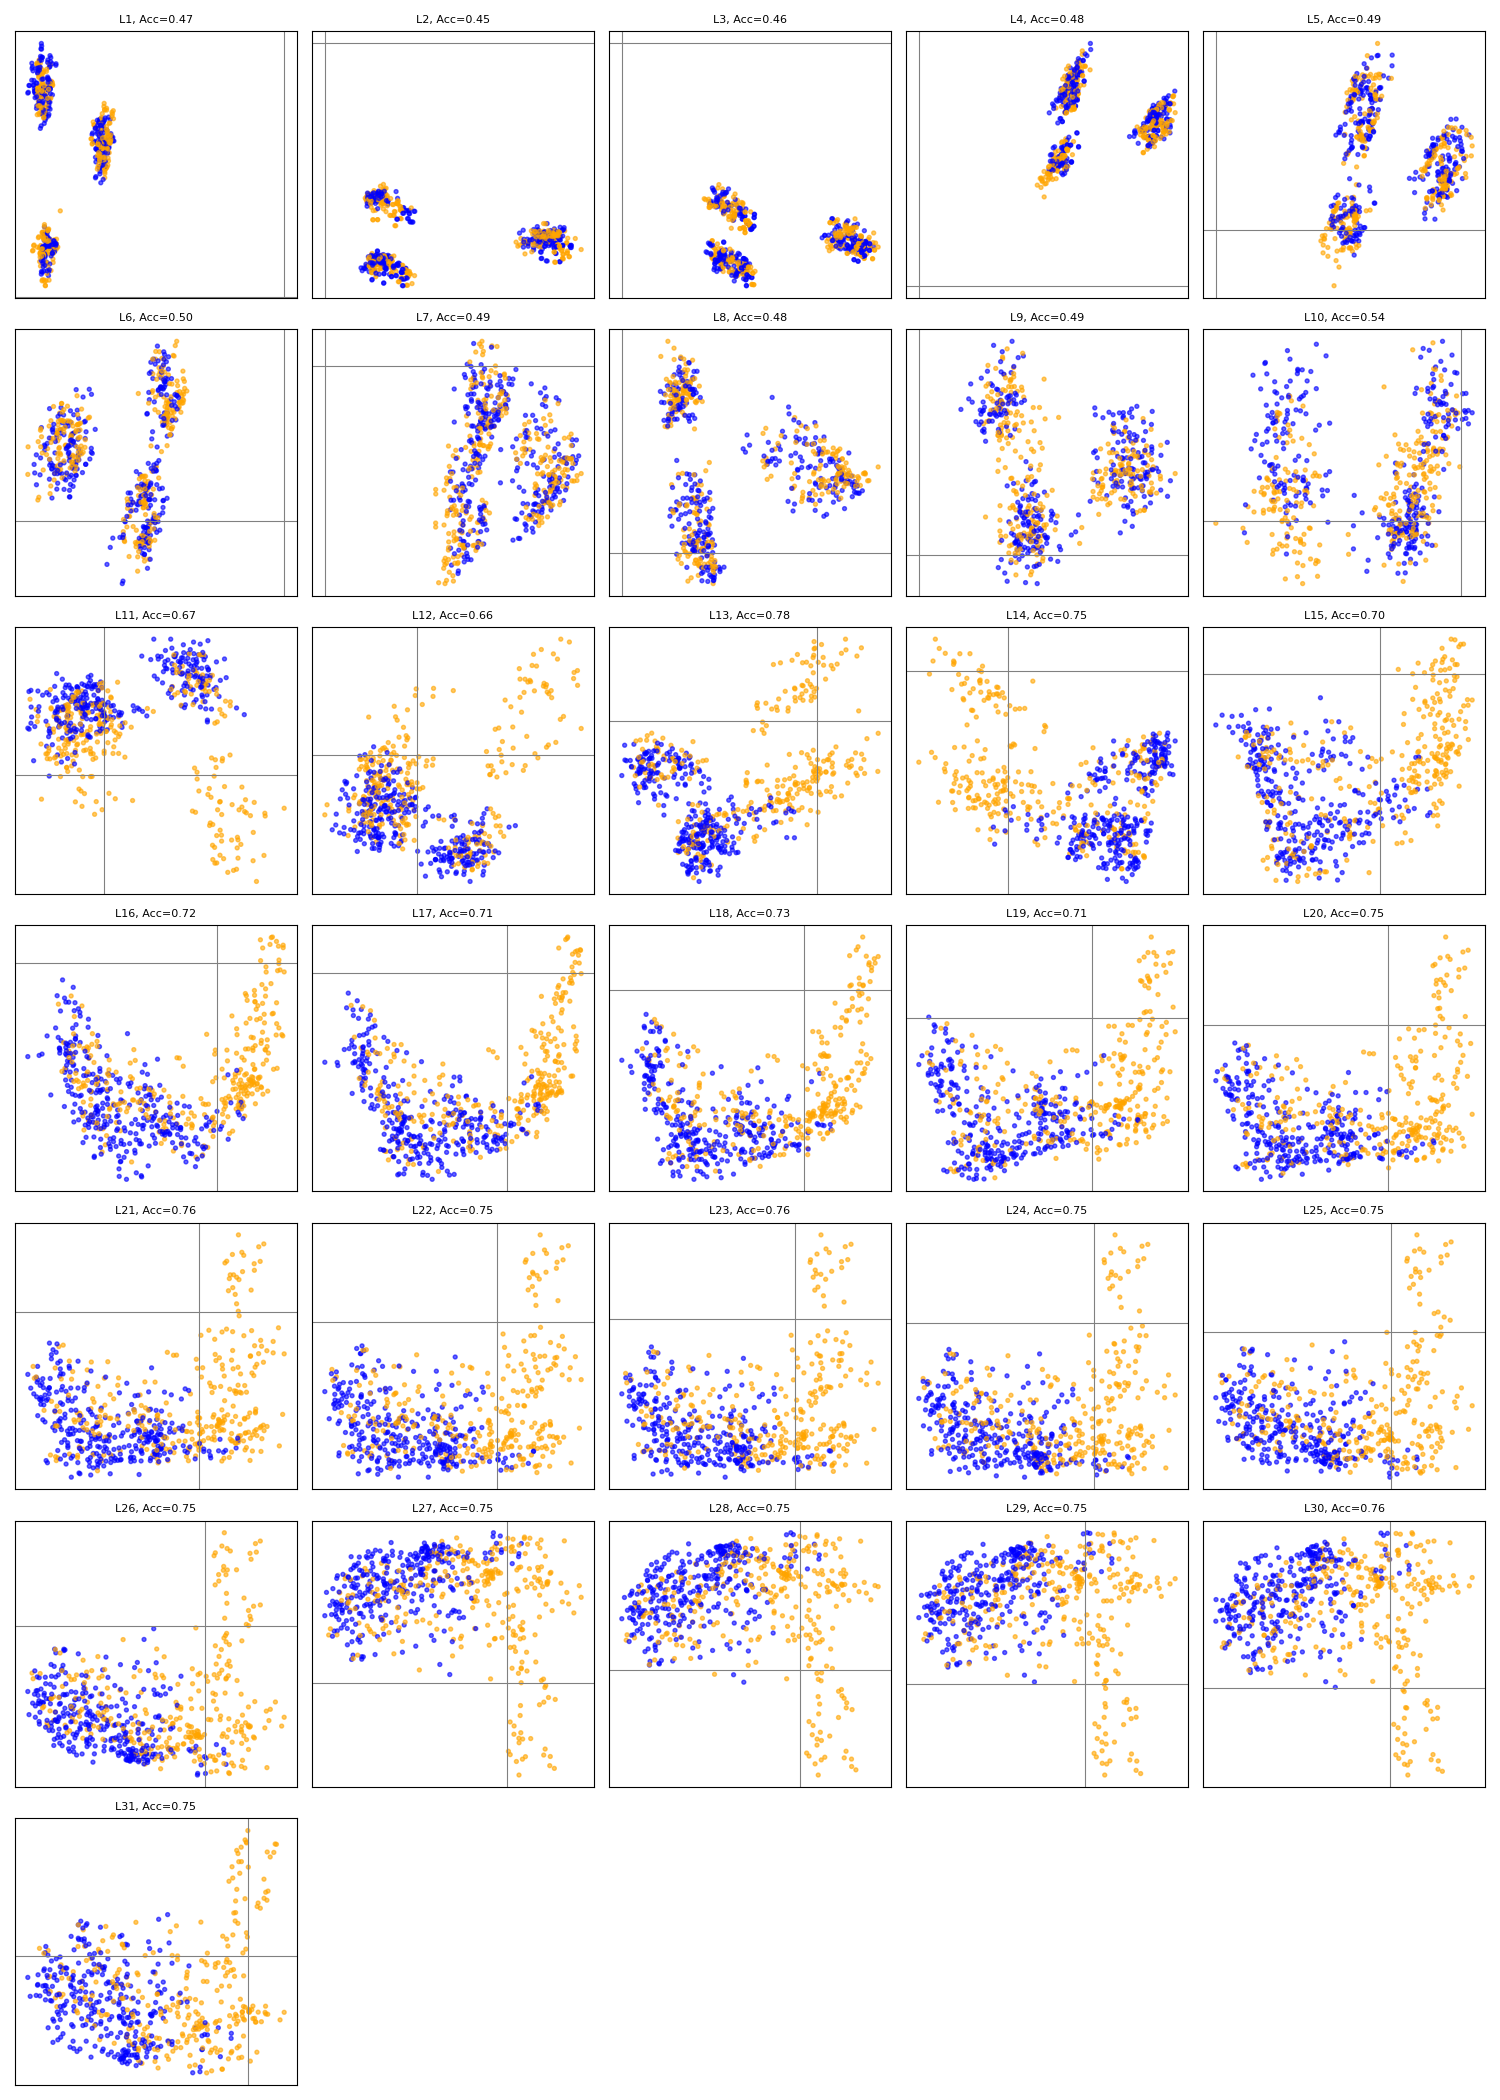 L1, Acc=0.47
L2, Acc=0.45
L3, Acc=0.46
L4, Acc=0.48
L5, Acc=0.49
L6, Acc=0.50
L7, Acc=0.49
L8, Acc=0.48
L9, Acc=0.49
L10, Acc=0.54
L11, Acc=0.67
L12, Acc=0.66
L13, Acc=0.78
L14, Acc=0.75
L15, Acc=0.70
L16, Acc=0.72
L17, Acc=0.71
L18, Acc=0.73
L19, Acc=0.71
L20, Acc=0.75
L21, Acc=0.76
L22, Acc=0.75
L23, Acc=0.76
L24, Acc=0.75
L25, Acc=0.75
L26, Acc=0.75
L27, Acc=0.75
L28, Acc=0.75
L29, Acc=0.75
L30, Acc=0.76
L31, Acc=0.75